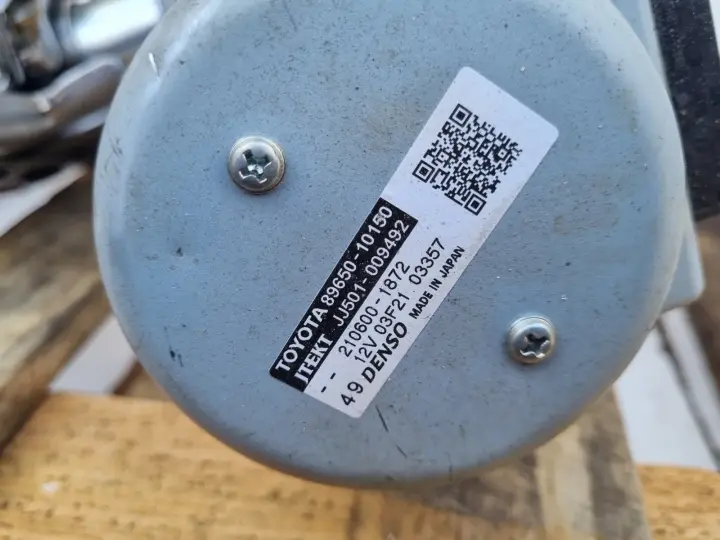 TOYOTA 89650-10150
JTEKT JJ501-009492
-- 210600-1872
12V 03F21 03357
49 DENSO MADE IN JAPAN